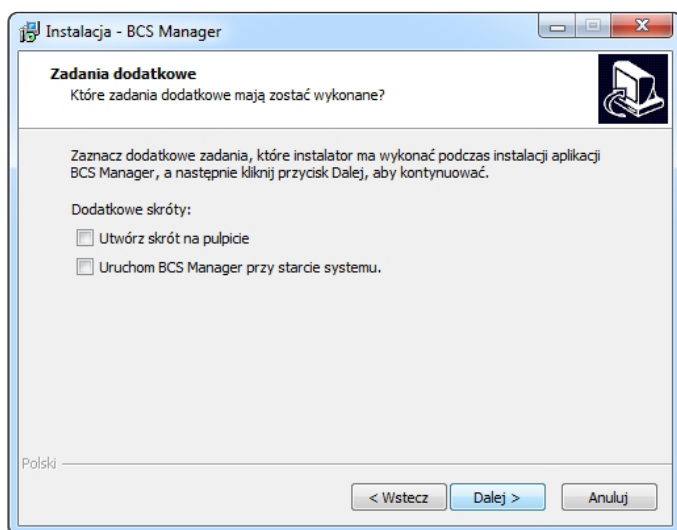 Instalacja - BCS Manager
Zadania dodatkowe
Które zadania dodatkowe mają zostać wykonane?
Zaznacz dodatkowe zadania, które instalator ma wykonać podczas instalacji aplikacji
BCS Manager, a następnie kliknij przycisk Dalej, aby kontynuować.
Dodatkowe skróty:
Utwórz skrót na pulpicie
Uruchom BCS Manager przy starcie systemu.
Polski
< Wstecz Dalej > Anuluj